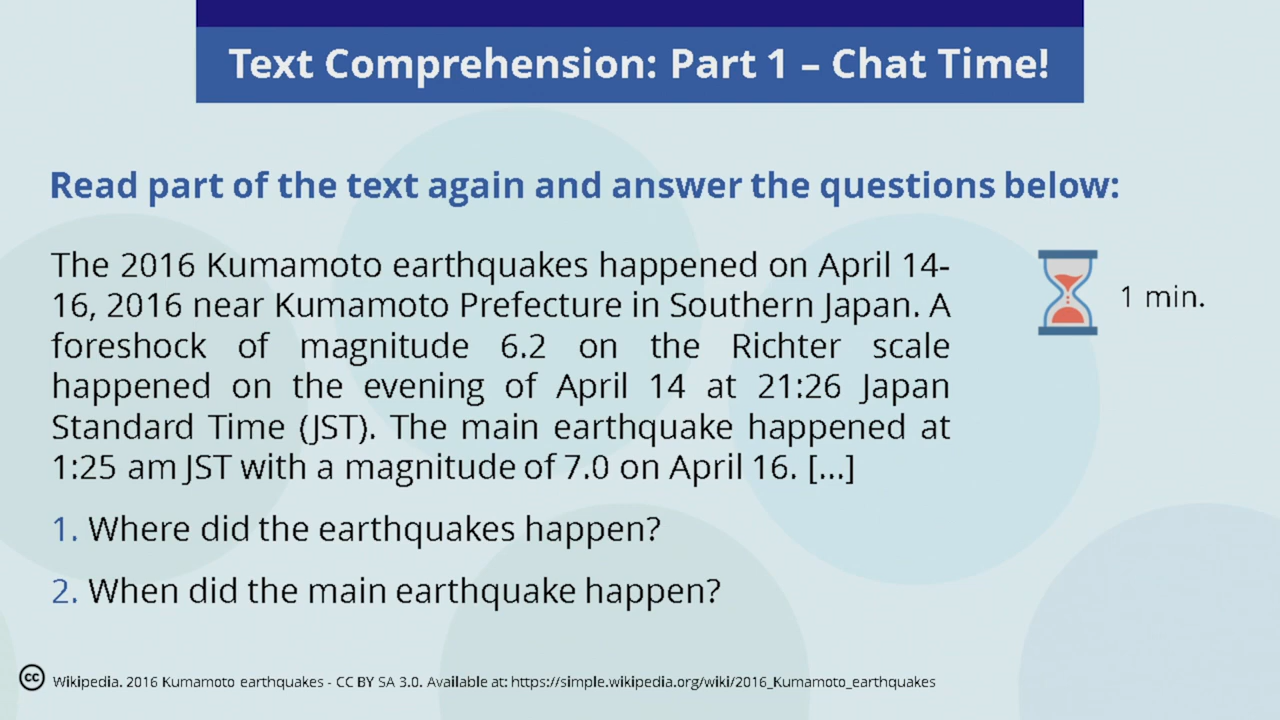 Text Comprehension: Part 1 – Chat Time!
Read part of the text again and answer the questions below:
The 2016 Kumamoto earthquakes happened on April 14-
16, 2016 near Kumamoto Prefecture in Southern Japan. A
foreshock of magnitude 6.2 on the Richter scale
happened on the evening of April 14 at 21:26 Japan
Standard Time (JST). The main earthquake happened at
1:25 am JST with a magnitude of 7.0 on April 16. [...]
1 min.
1. Where did the earthquakes happen?
2. When did the main earthquake happen?
cc Wikipedia. 2016 Kumamoto earthquakes - CC BY SA 3.0. Available at: https://simple.wikipedia.org/wiki/2016_Kumamoto_earthquakes